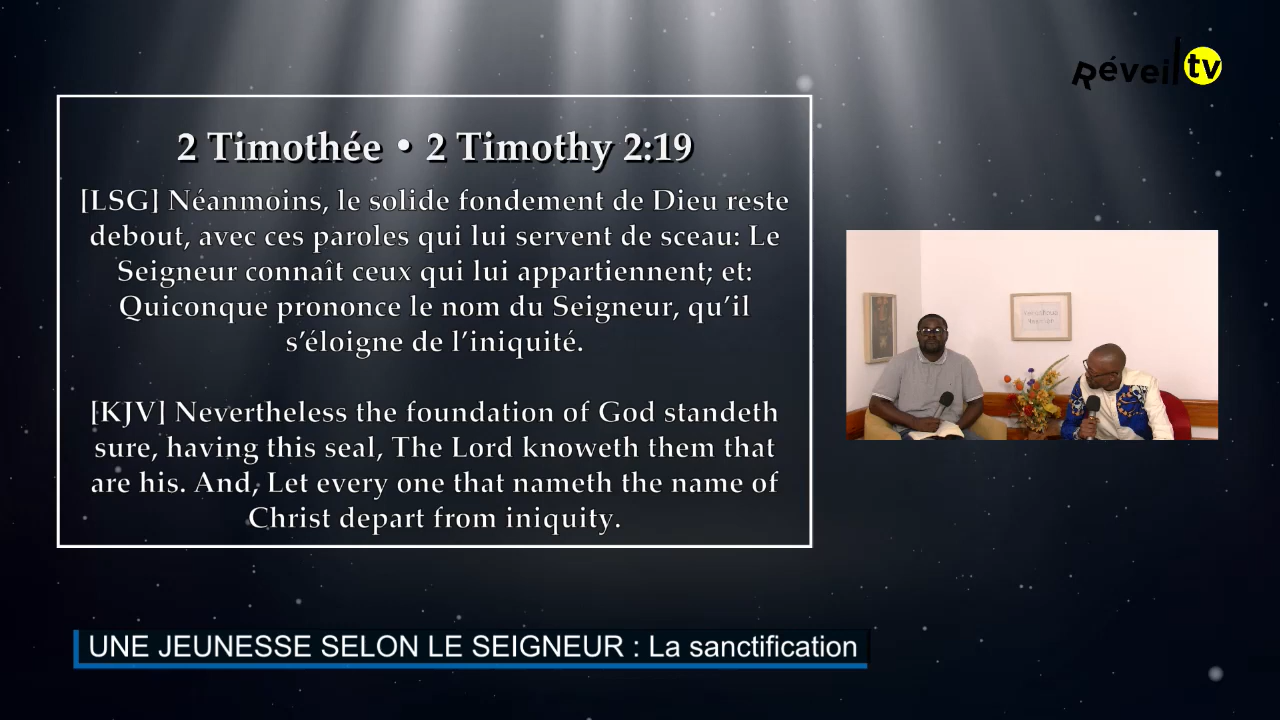 Réveil tv
2 Timothée • 2 Timothy 2:19
[LSG] Néanmoins, le solide fondement de Dieu reste
debout, avec ces paroles qui lui servent de sceau: Le
Seigneur connaît ceux qui lui appartiennent; et:
Quiconque prononce le nom du Seigneur, qu’il
s’éloigne de l’iniquité.
[KJV] Nevertheless the foundation of God standeth
sure, having this seal, The Lord knoweth them that
are his. And, Let every one that nameth the name of
Christ depart from iniquity.
UNE JEUNESSE SELON LE SEIGNEUR : La sanctification